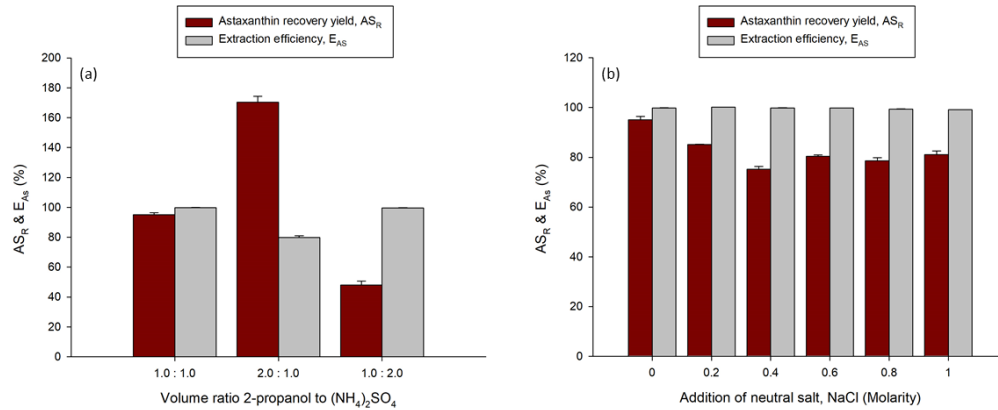 Astaxanthin recovery yield, AS_R
Extraction efficiency, E_AS
(a)
200
180
160
140
120
100
80
60
40
20
0
AS_R & E_As (%)
1.0 : 1.0 2.0 : 1.0 1.0 : 2.0
Volume ratio 2-propanol to (NH_4)_2SO_4
Astaxanthin recovery yield, AS_R
Extraction efficiency, E_AS
(b)
120
100
80
60
40
20
0
AS_R & E_As (%)
0 0.2 0.4 0.6 0.8 1
Addition of neutral salt, NaCl (Molarity)